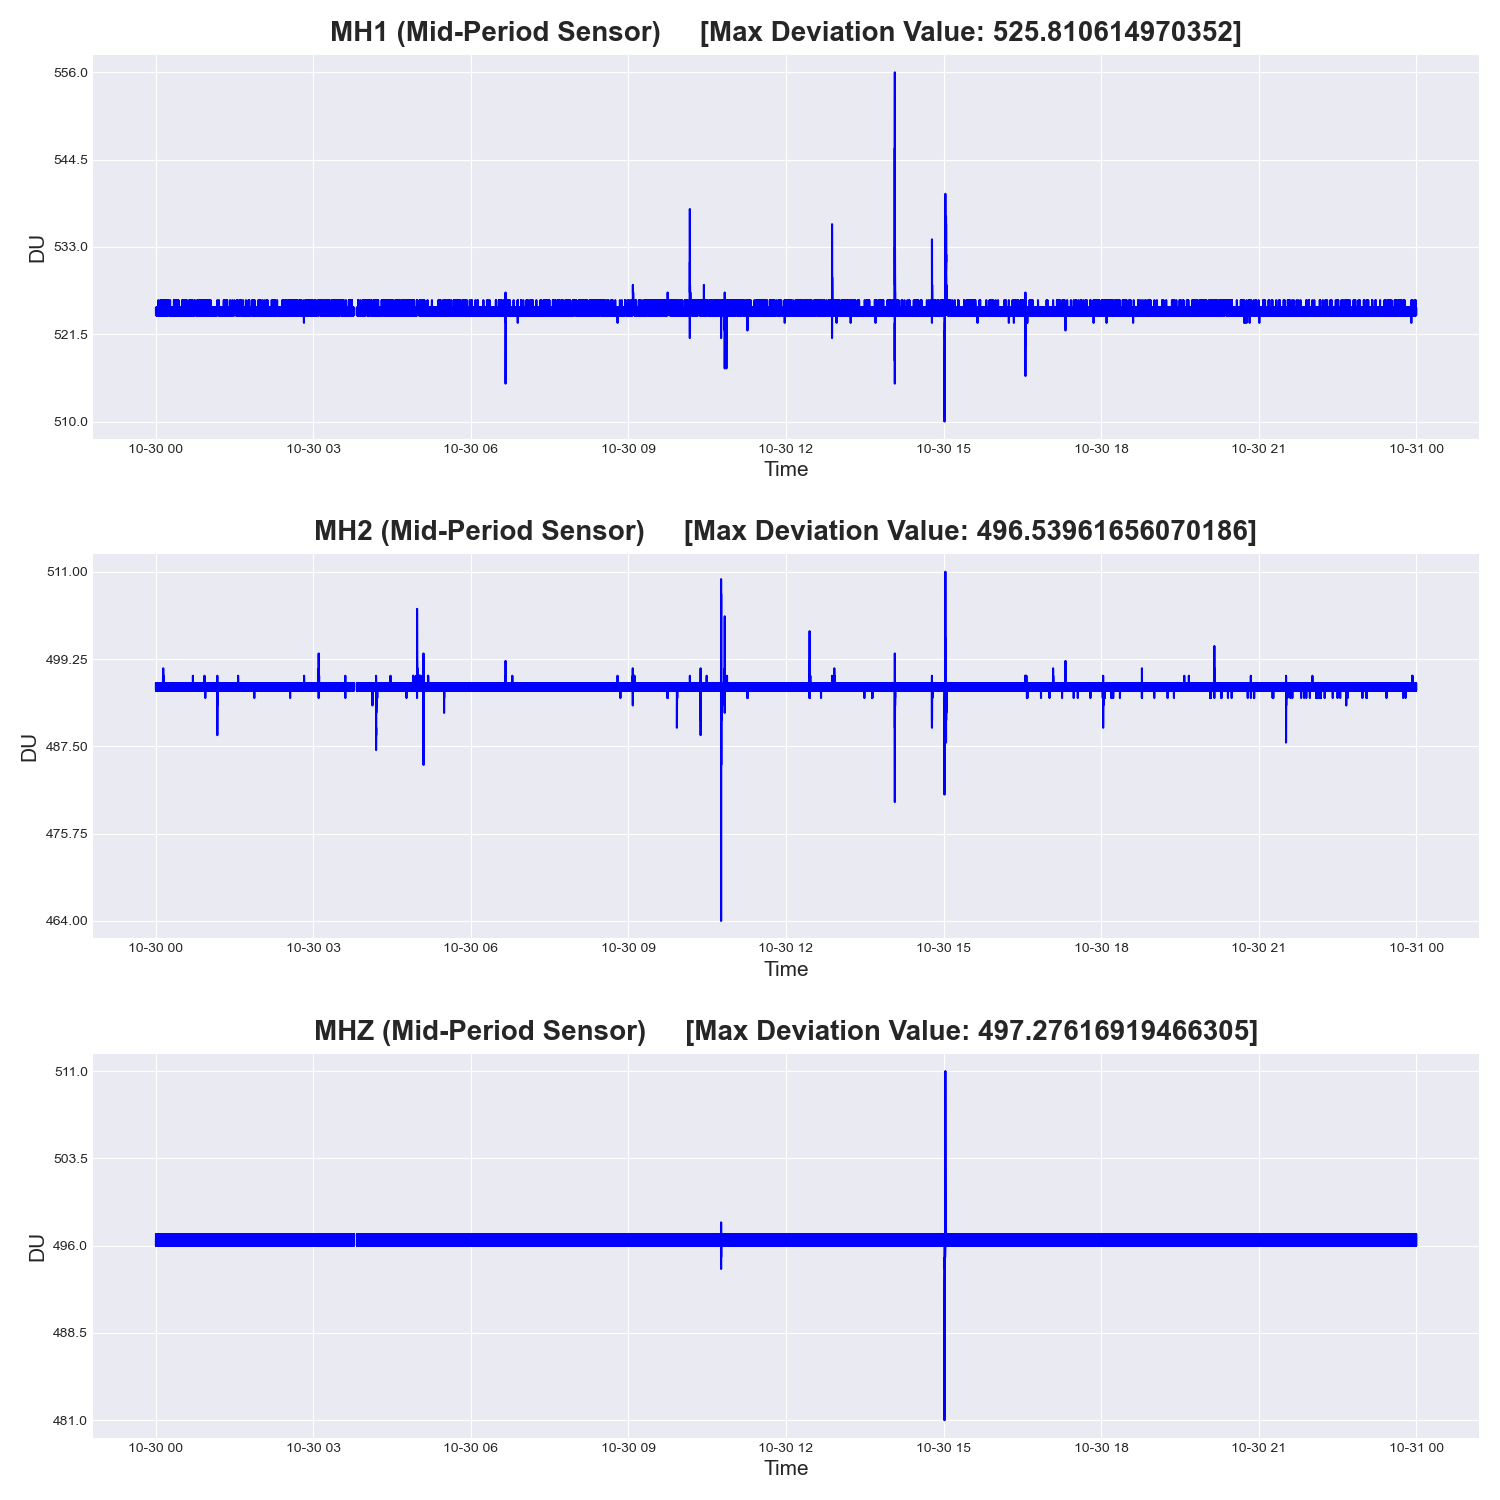 MH1 (Mid-Period Sensor) [Max Deviation Value: 525.810614970352]
556.0
544.5
533.0
521.5
510.0
DU
10-30 00 10-30 03 10-30 06 10-30 09 10-30 12 10-30 15 10-30 18 10-30 21 10-31 00
Time
MH2 (Mid-Period Sensor) [Max Deviation Value: 496.53961656070186]
511.00
499.25
487.50
475.75
464.00
DU
10-30 00 10-30 03 10-30 06 10-30 09 10-30 12 10-30 15 10-30 18 10-30 21 10-31 00
Time
MHZ (Mid-Period Sensor) [Max Deviation Value: 497.27616919466305]
511.0
503.5
496.0
488.5
481.0
DU
10-30 00 10-30 03 10-30 06 10-30 09 10-30 12 10-30 15 10-30 18 10-30 21 10-31 00
Time